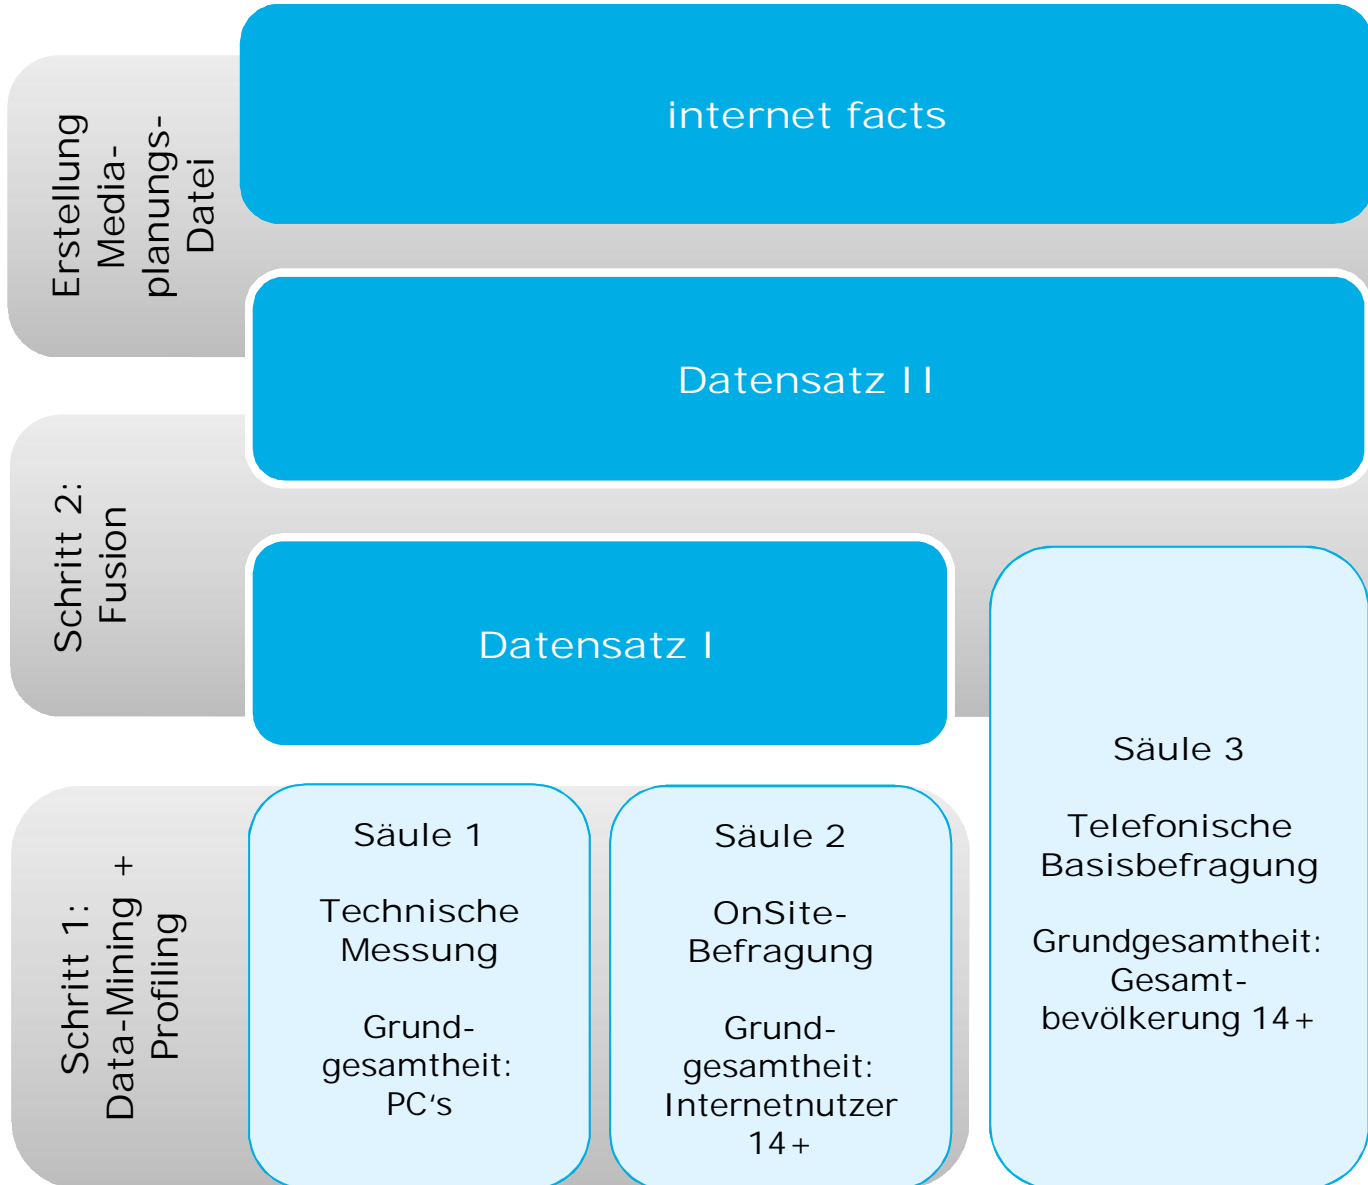 Erstellung
Media-
planungs-
Datei
internet facts
Datensatz II
Schritt 2:
Fusion
Datensatz I
Schritt 1:
Data-Mining +
Profiling
Säule 1
Technische
Messung
Grund-
gesamtheit:
PC‘s
Säule 2
OnSite-
Befragung
Grund-
gesamtheit:
Internetnutzer
14+
Säule 3
Telefonische
Basisbefragung
Grundgesamtheit:
Gesamt-
bevölkerung 14+